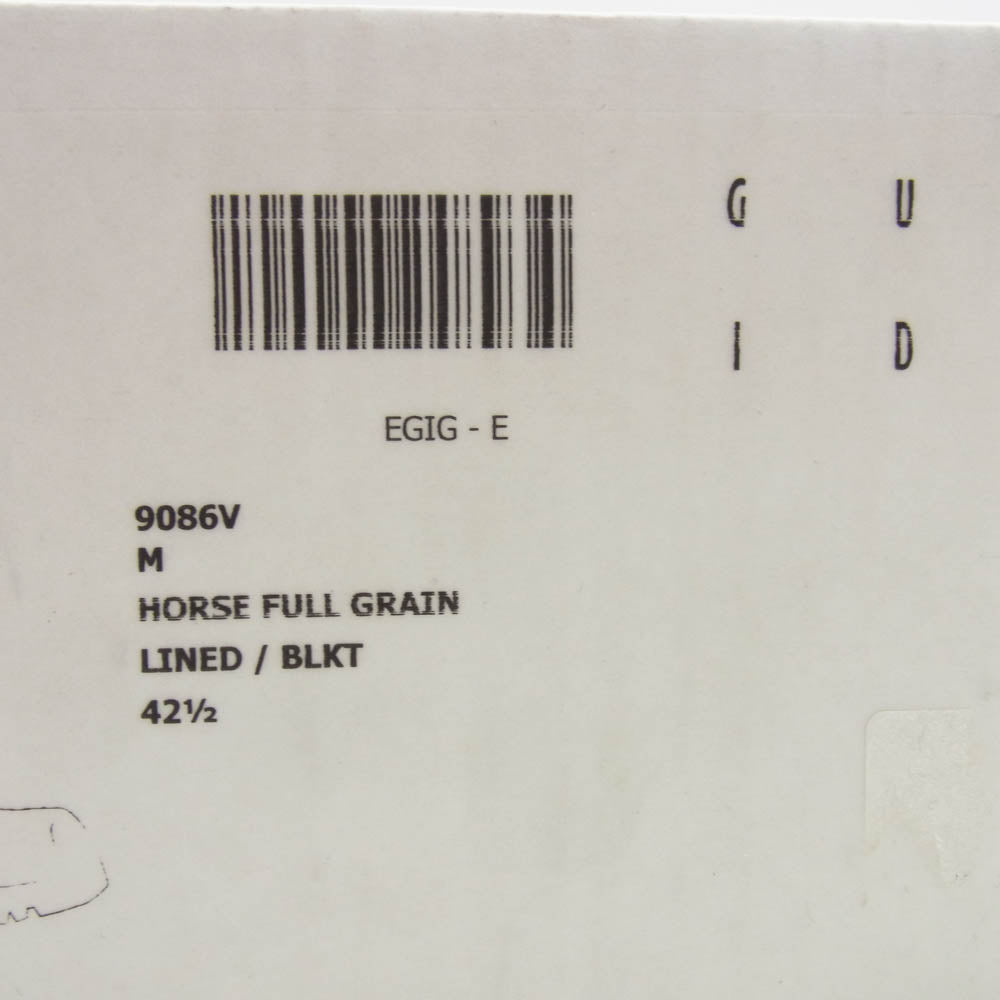 G U
I D
EGIG - E
9086V
M
HORSE FULL GRAIN
LINED / BLKT
42½